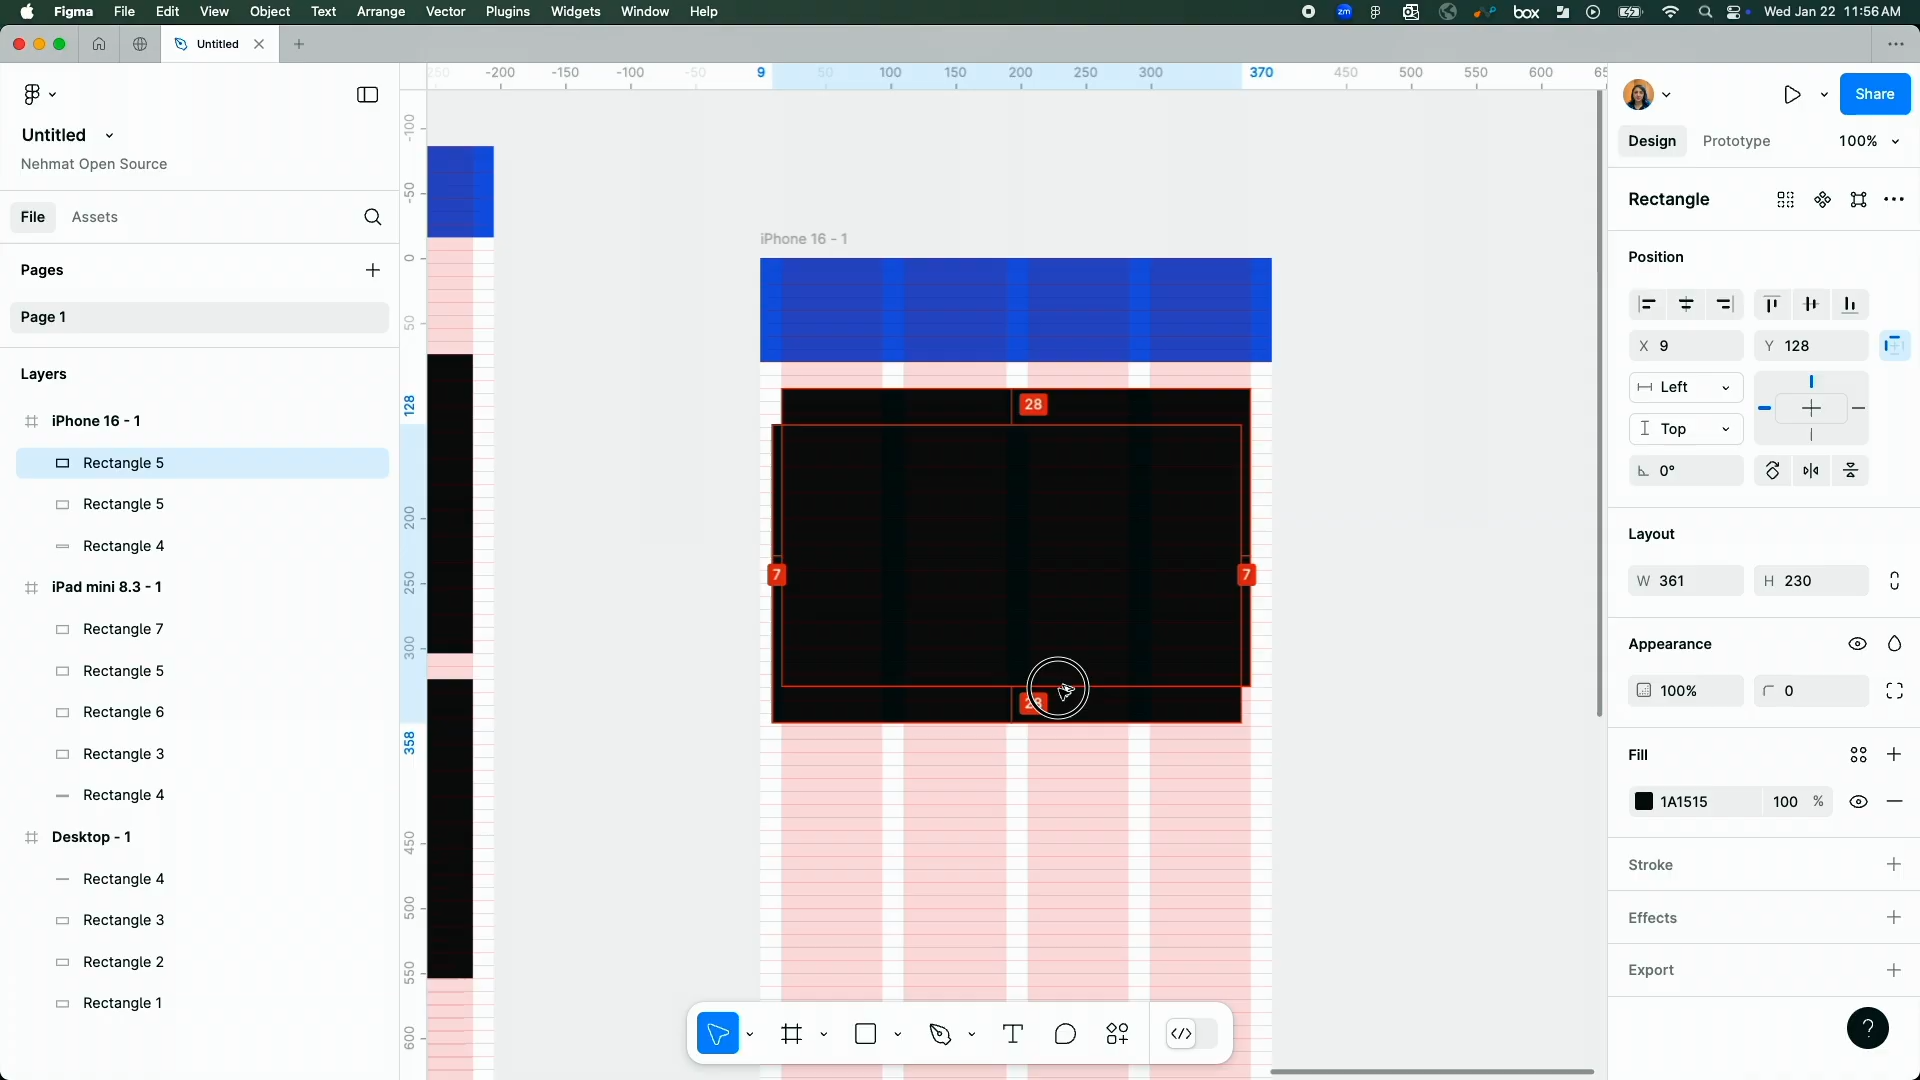 Figma File Edit View Object Text Arrange Vector Plugins Widgets Window Help
zm box Wed Jan 22 11:56 AM
Untitled
Untitled
Nehmat Open Source
File Assets
Pages
Page 1
Layers
iPhone 16 - 1
Rectangle 5
Rectangle 5
Rectangle 4
iPad mini 8.3 - 1
Rectangle 7
Rectangle 5
Rectangle 6
Rectangle 3
Rectangle 4
Desktop - 1
Rectangle 4
Rectangle 3
Rectangle 2
Rectangle 1
-200 -150 -100 -50 9 50 100 150 200 250 300 370 450 500 550 600
-100
-50
0
50
128
200
250
300
358
450
500
550
600
iPhone 16 - 1
28
7 7
Share
Design Prototype 100%
Rectangle
Position
X 9 Y 128
Left
Top
0°
Layout
W 361 H 230
Appearance
100% 0
Fill
1A1515 100 %
Stroke
Effects
Export
?